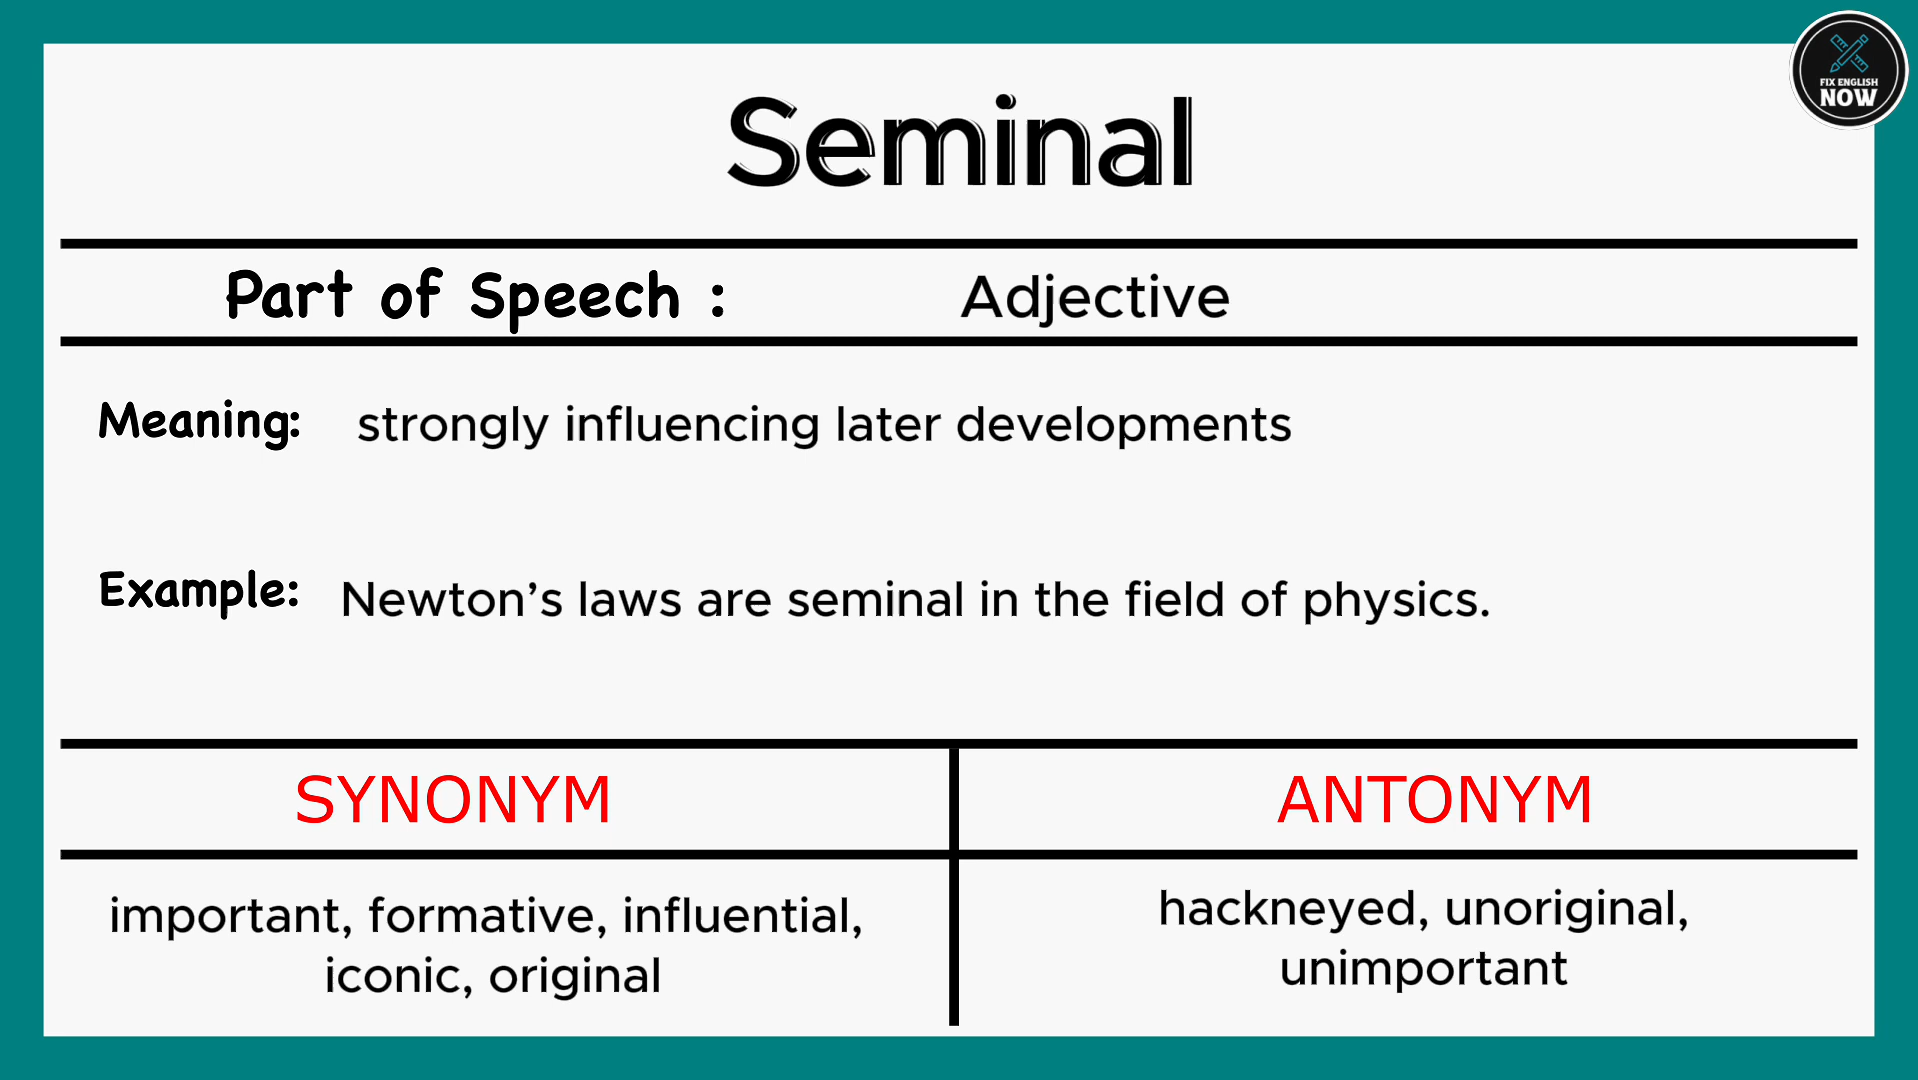 FIX ENGLISH
NOW
Seminal
Part of Speech : Adjective
Meaning: strongly influencing later developments
Example: Newton’s laws are seminal in the field of physics.
SYNONYM
ANTONYM
important, formative, influential,
iconic, original
hackneyed, unoriginal,
unimportant